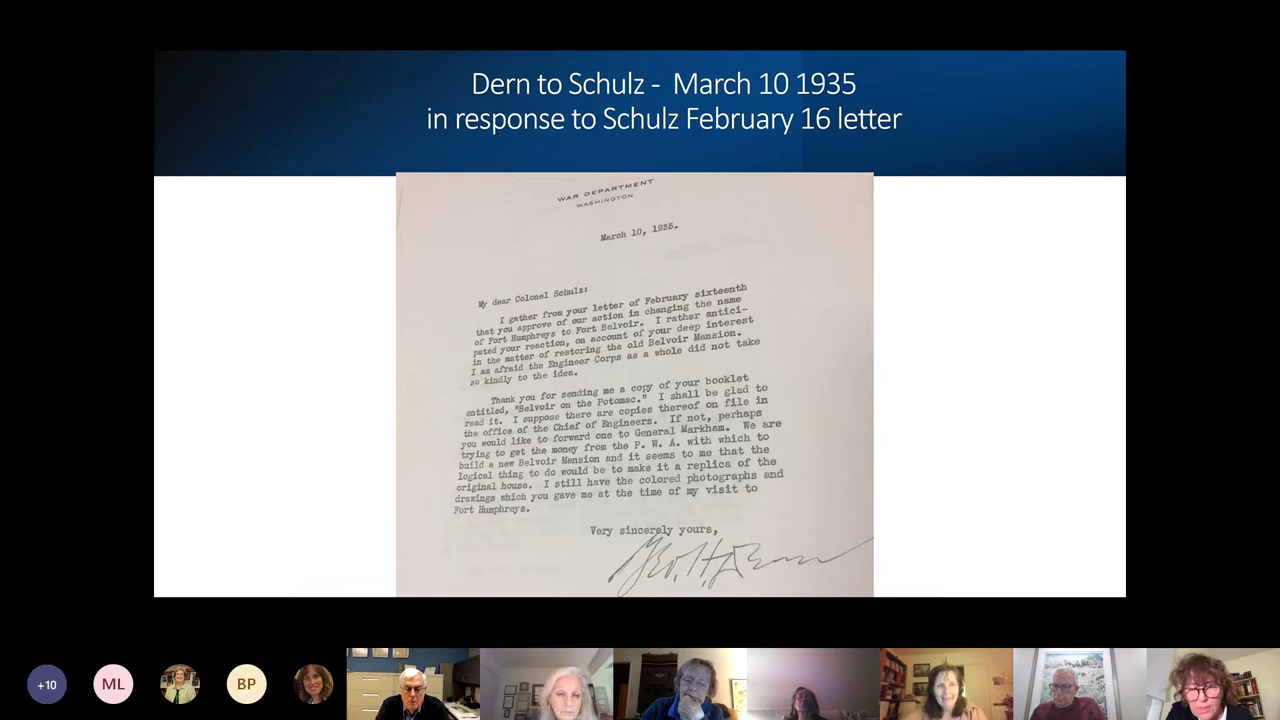 Dern to Schulz - March 10 1935
in response to Schulz February 16 letter
WAR DEPARTMENT
WASHINGTON
March 10, 1935.
My dear Colonel Schulz:
I gather from your letter of February sixteenth
that you approve of our action in changing the name
of Fort Humphreys to Fort Belvoir. I rather antici-
pated your reaction, on account of your deep interest
in the matter of restoring the old Belvoir Mansion.
I am afraid the Engineer Corps as a whole did not take
so kindly to the idea.
Thank you for sending me a copy of your booklet
entitled, "Belvoir on the Potomac." I shall be glad to
read it. I suppose there are copies thereof on file in
the office of the Chief of Engineers. If not, perhaps
you would like to forward one to General Markham. We are
trying to get the money from the P. W. A. with which to
build a new Belvoir Mansion and it seems to me that the
logical thing to do would be to make it a replica of the
original house. I still have the colored photographs and
drawings which you gave me at the time of my visit to
Fort Humphreys.
Very sincerely yours,
Geo. H. Dern
+10
ML
BP